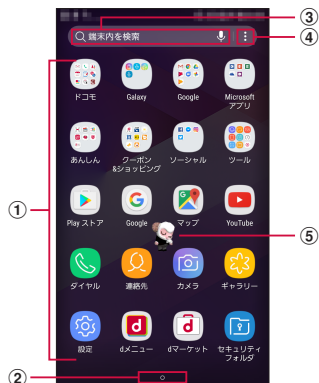 ③
端末内を検索
④
①
ドコモ
Galaxy
Google
Microsoft
アプリ
あんしん
クーポン
&ショッピング
ソーシャル
ツール
Play ストア
Google
マップ
YouTube
⑤
ダイヤル
連絡先
カメラ
ギャラリー
設定
dメニュー
dマーケット
セキュリティ
フォルダ
②